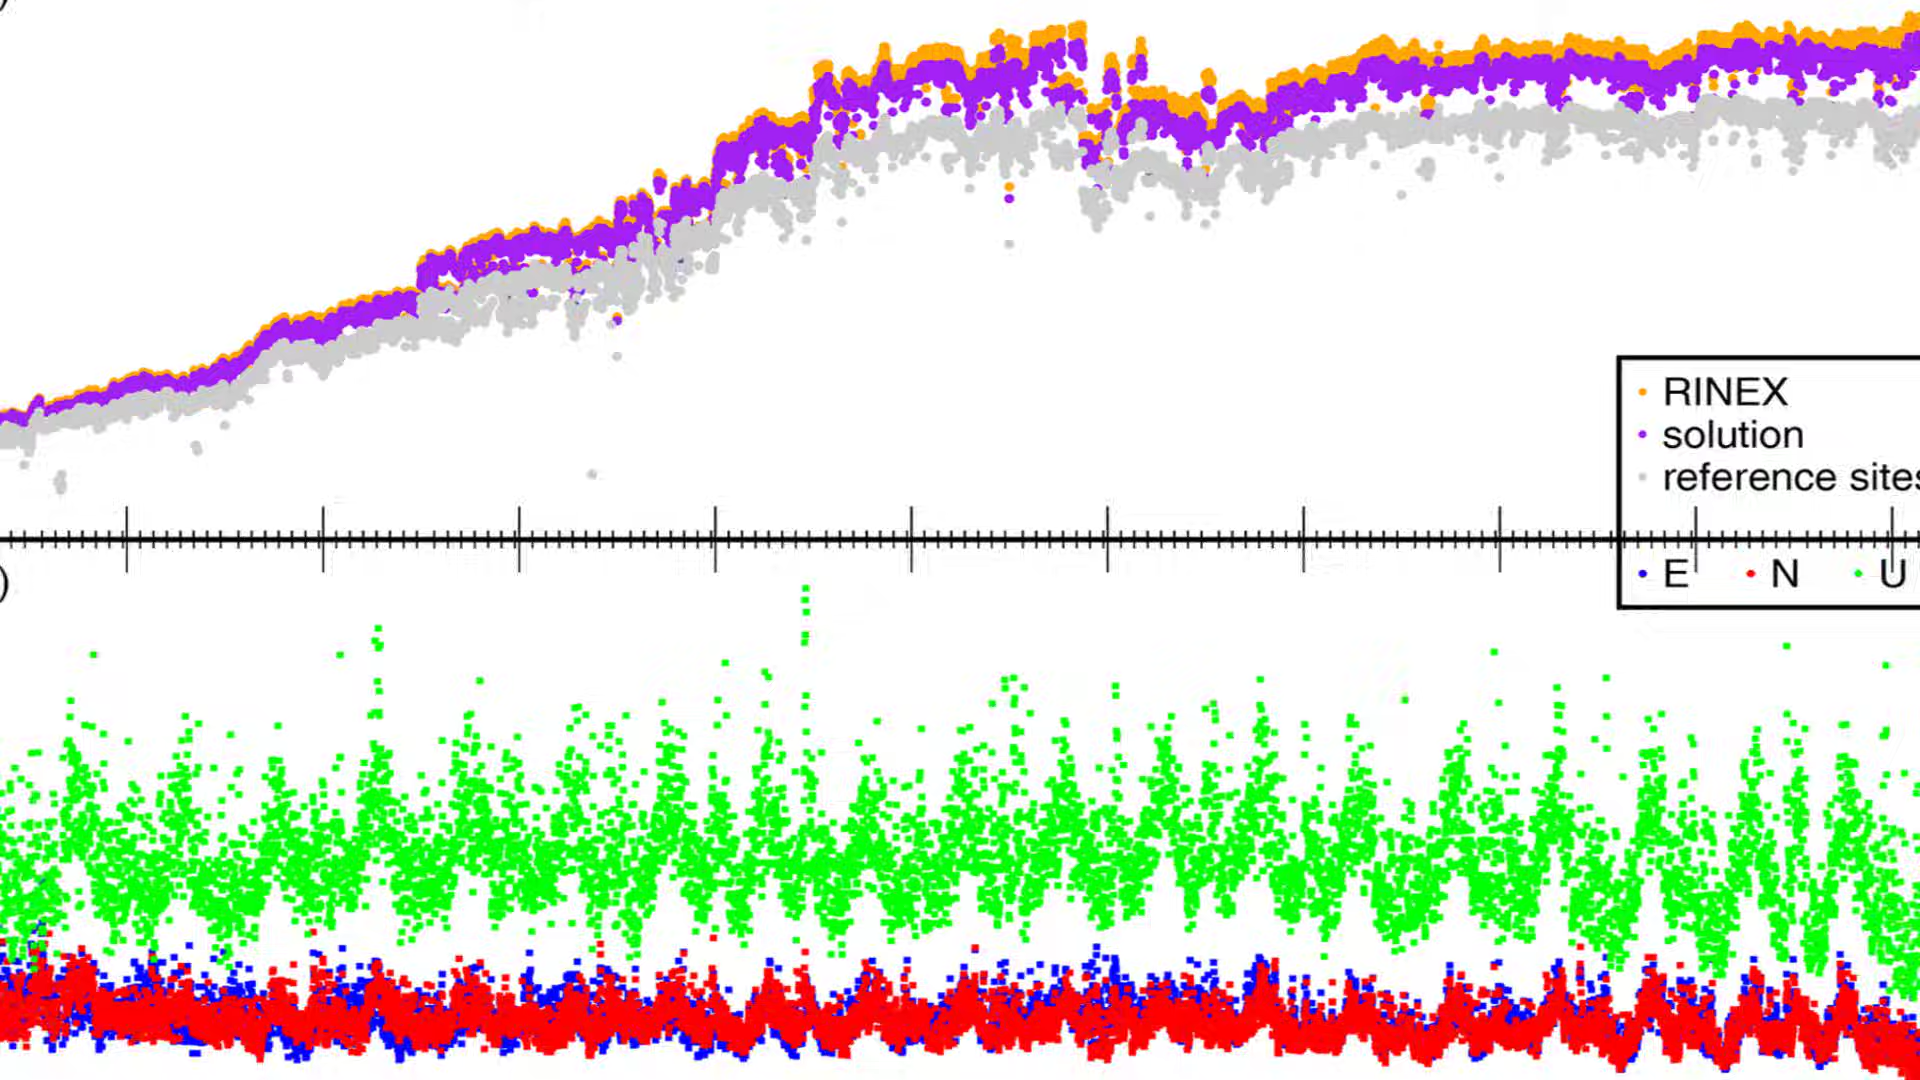 )
RINEX
solution
reference sites
)
E N U